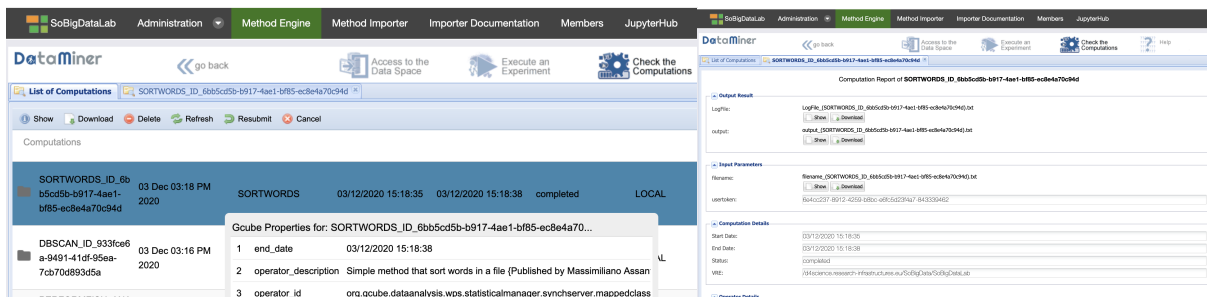 SoBigDataLab Administration Method Engine Method Importer Importer Documentation Members JupyterHub
DataMiner
go back
Access to the
Data Space
Execute an
Experiment
Check the
Computations
List of Computations SORTWORDS_ID_6bb5cd5b-b917-4ae1-bf85-ec8e4a70c94d
Show Download Delete Refresh Resubmit Cancel
Computations
SORTWORDS_ID_6b
b5cd5b-b917-4ae1-
bf85-ec8e4a70c94d
03 Dec 03:18 PM
2020
SORTWORDS 03/12/2020 15:18:35 03/12/2020 15:18:38 completed LOCAL
Gcube Properties for: SORTWORDS_ID_6bb5cd5b-b917-4ae1-bf85-ec8e4a70...
1 end_date 03/12/2020 15:18:38
DBSCAN_ID_933fce6
a-9491-41df-95ea-
7cb70d893d5a
03 Dec 03:16 PM
2020
2 operator_description Simple method that sort words in a file {Published by Massimiliano Assan
3 operator_id org.gcube.dataanalysis.wps.statisticalmanager.synchserver.mappedclass
SoBigDataLab Administration Method Engine Method Importer Importer Documentation Members JupyterHub
DataMiner
go back
Access to the
Data Space
Execute an
Experiment
Check the
Computations
Help
List of Computations SORTWORDS_ID_6bb5cd5b-b917-4ae1-bf85-ec8e4a70c94d
Computation Report of SORTWORDS_ID_6bb5cd5b-b917-4ae1-bf85-ec8e4a70c94d
Output Result
LogFile: LogFile_(SORTWORDS_ID_6bb5cd5b-b917-4ae1-bf85-ec8e4a70c94d).txt
Show Download
output: output_(SORTWORDS_ID_6bb5cd5b-b917-4ae1-bf85-ec8e4a70c94d).txt
Show Download
Input Parameters
filename: filename_(SORTWORDS_ID_6bb5cd5b-b917-4ae1-bf85-ec8e4a70c94d).txt
Show Download
usertoken:
Computation Details
Start Date: 03/12/2020 15:18:35
End Date: 03/12/2020 15:18:38
Status: completed
VRE: /d4science.research-infrastructures.eu/SoBigData/SoBigDataLab
Operator Details